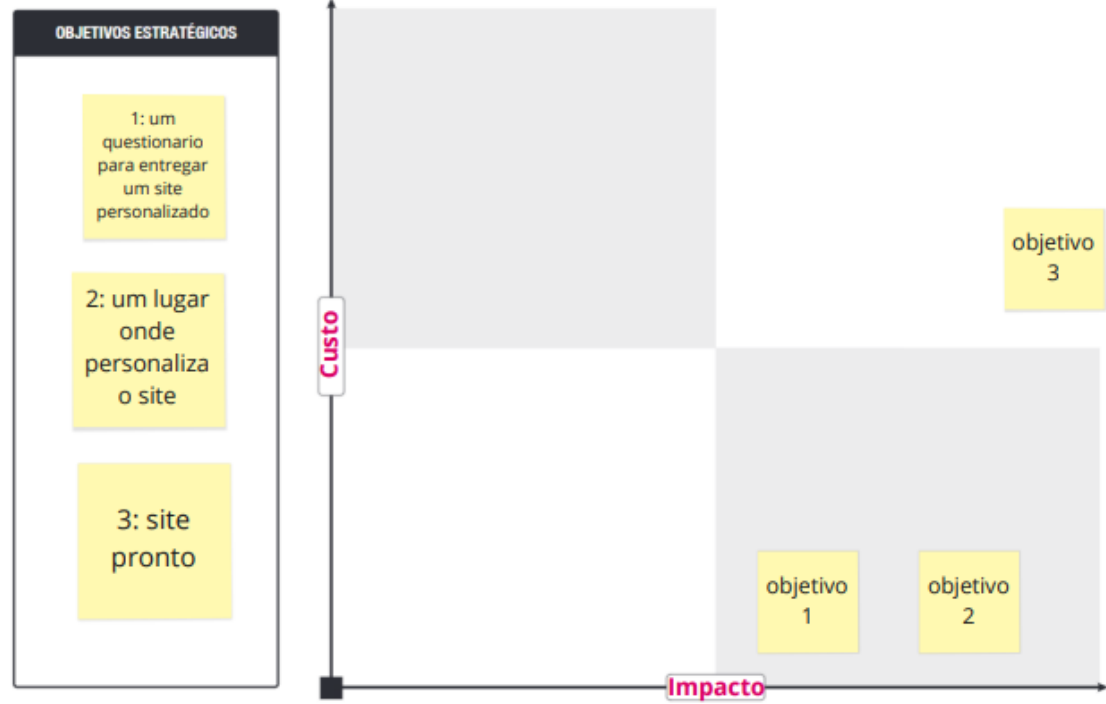 OBJETIVOS ESTRATÉGICOS
1: um
questionario
para entregar
um site
personalizado
2: um lugar
onde
personaliza
o site
3: site
pronto
Custo
objetivo
3
objetivo
1
objetivo
2
Impacto